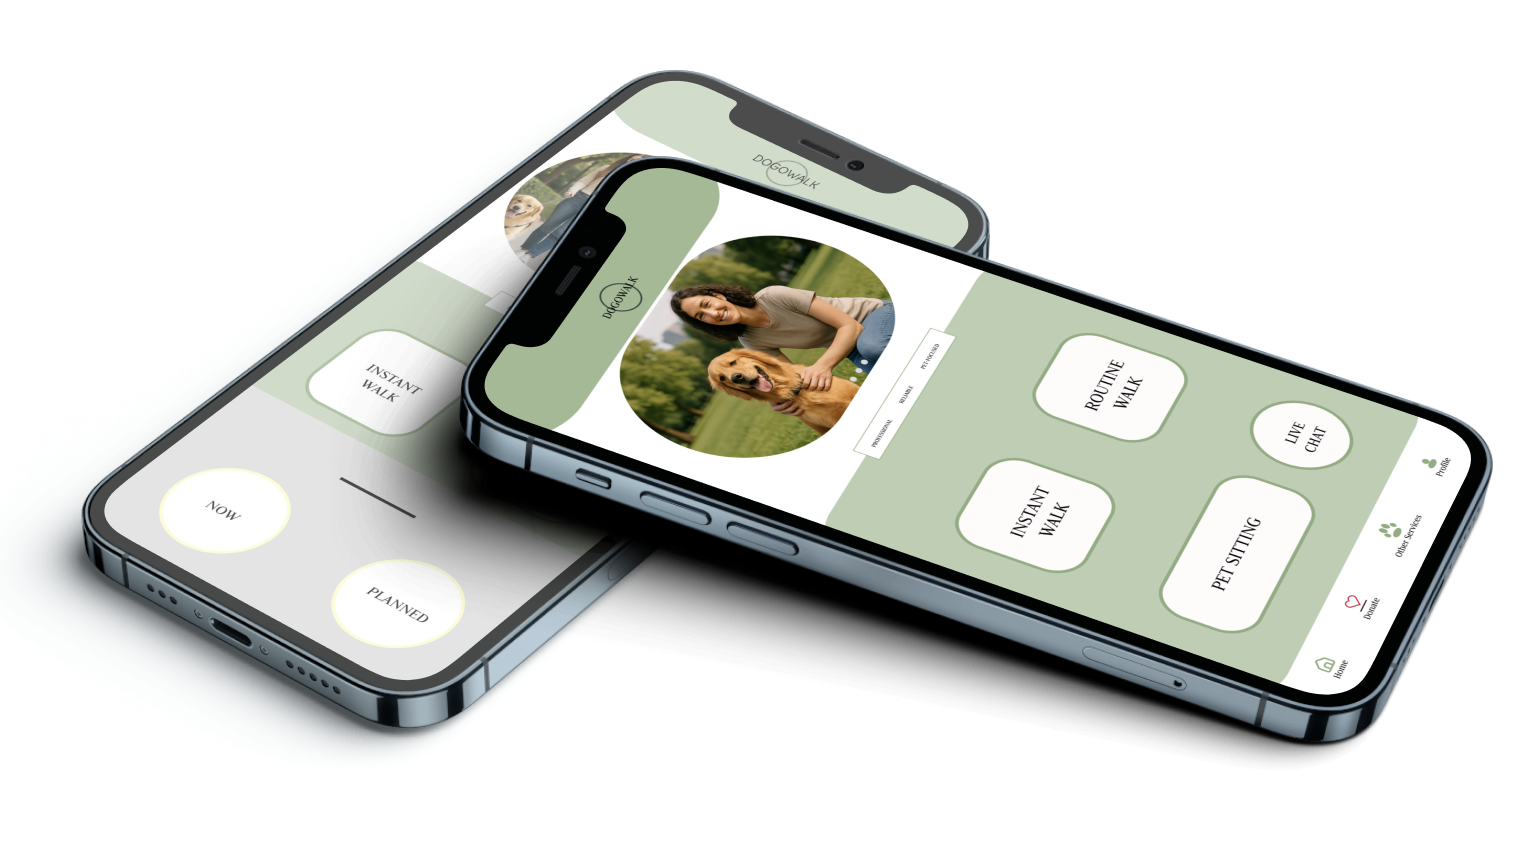 DOGOWALK
INSTANT
WALK
NOW
PLANNED
DOGOWALK
PROFESSIONAL
RELIABLE
PET-FOCUSED
INSTANT
WALK
ROUTINE
WALK
PET SITTING
LIVE
CHAT
Home
Donate
Other Services
Profile